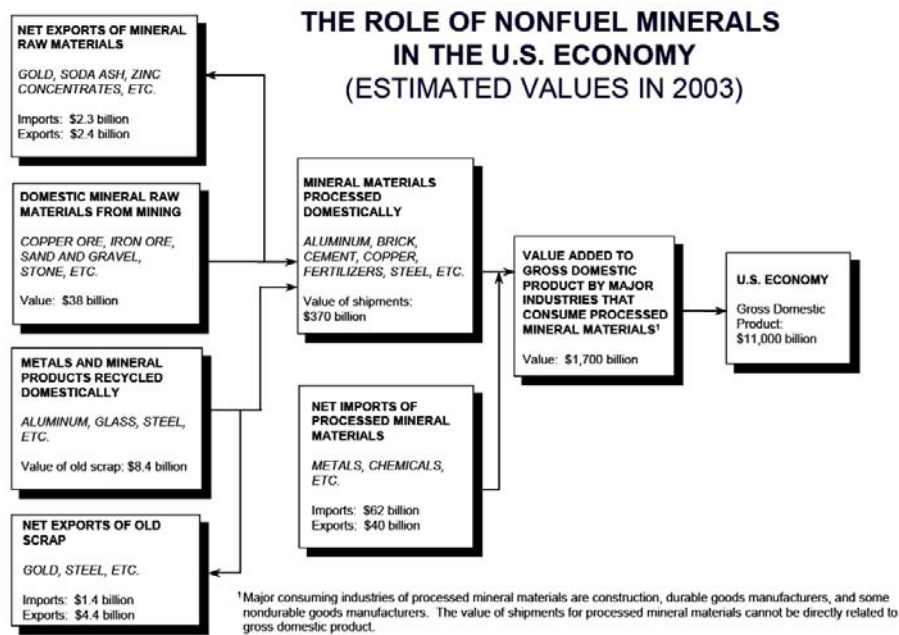 THE ROLE OF NONFUEL MINERALS
IN THE U.S. ECONOMY
(ESTIMATED VALUES IN 2003)
NET EXPORTS OF MINERAL
RAW MATERIALS
GOLD, SODA ASH, ZINC
CONCENTRATES, ETC.
Imports: $2.3 billion
Exports: $2.4 billion
DOMESTIC MINERAL RAW
MATERIALS FROM MINING
COPPER ORE, IRON ORE,
SAND AND GRAVEL,
STONE, ETC.
Value: $38 billion
METALS AND MINERAL
PRODUCTS RECYCLED
DOMESTICALLY
ALUMINUM, GLASS, STEEL,
ETC.
Value of old scrap: $8.4 billion
NET EXPORTS OF OLD
SCRAP
GOLD, STEEL, ETC.
Imports: $1.4 billion
Exports: $4.4 billion
MINERAL MATERIALS
PROCESSED
DOMESTICALLY
ALUMINUM, BRICK,
CEMENT, COPPER,
FERTILIZERS, STEEL, ETC.
Value of shipments:
$370 billion
NET IMPORTS OF
PROCESSED MINERAL
MATERIALS
METALS, CHEMICALS,
ETC.
Imports: $62 billion
Exports: $40 billion
VALUE ADDED TO
GROSS DOMESTIC
PRODUCT BY MAJOR
INDUSTRIES THAT
CONSUME PROCESSED
MINERAL MATERIALS¹
Value: $1,700 billion
U.S. ECONOMY
Gross Domestic
Product:
$11,000 billion
¹ Major consuming industries of processed mineral materials are construction, durable goods manufacturers, and some
nondurable goods manufacturers. The value of shipments for processed mineral materials cannot be directly related to
gross domestic product.